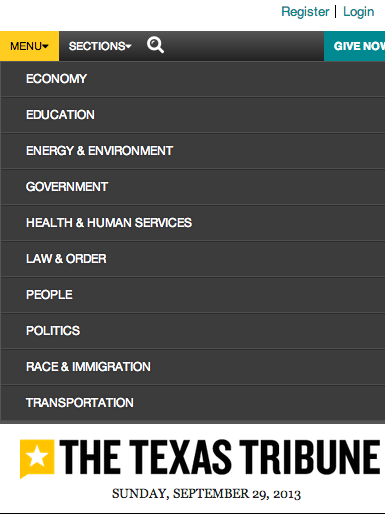 Register | Login
MENU▾ SECTIONS▾ GIVE NOW
ECONOMY
EDUCATION
ENERGY & ENVIRONMENT
GOVERNMENT
HEALTH & HUMAN SERVICES
LAW & ORDER
PEOPLE
POLITICS
RACE & IMMIGRATION
TRANSPORTATION
THE TEXAS TRIBUNE
SUNDAY, SEPTEMBER 29, 2013